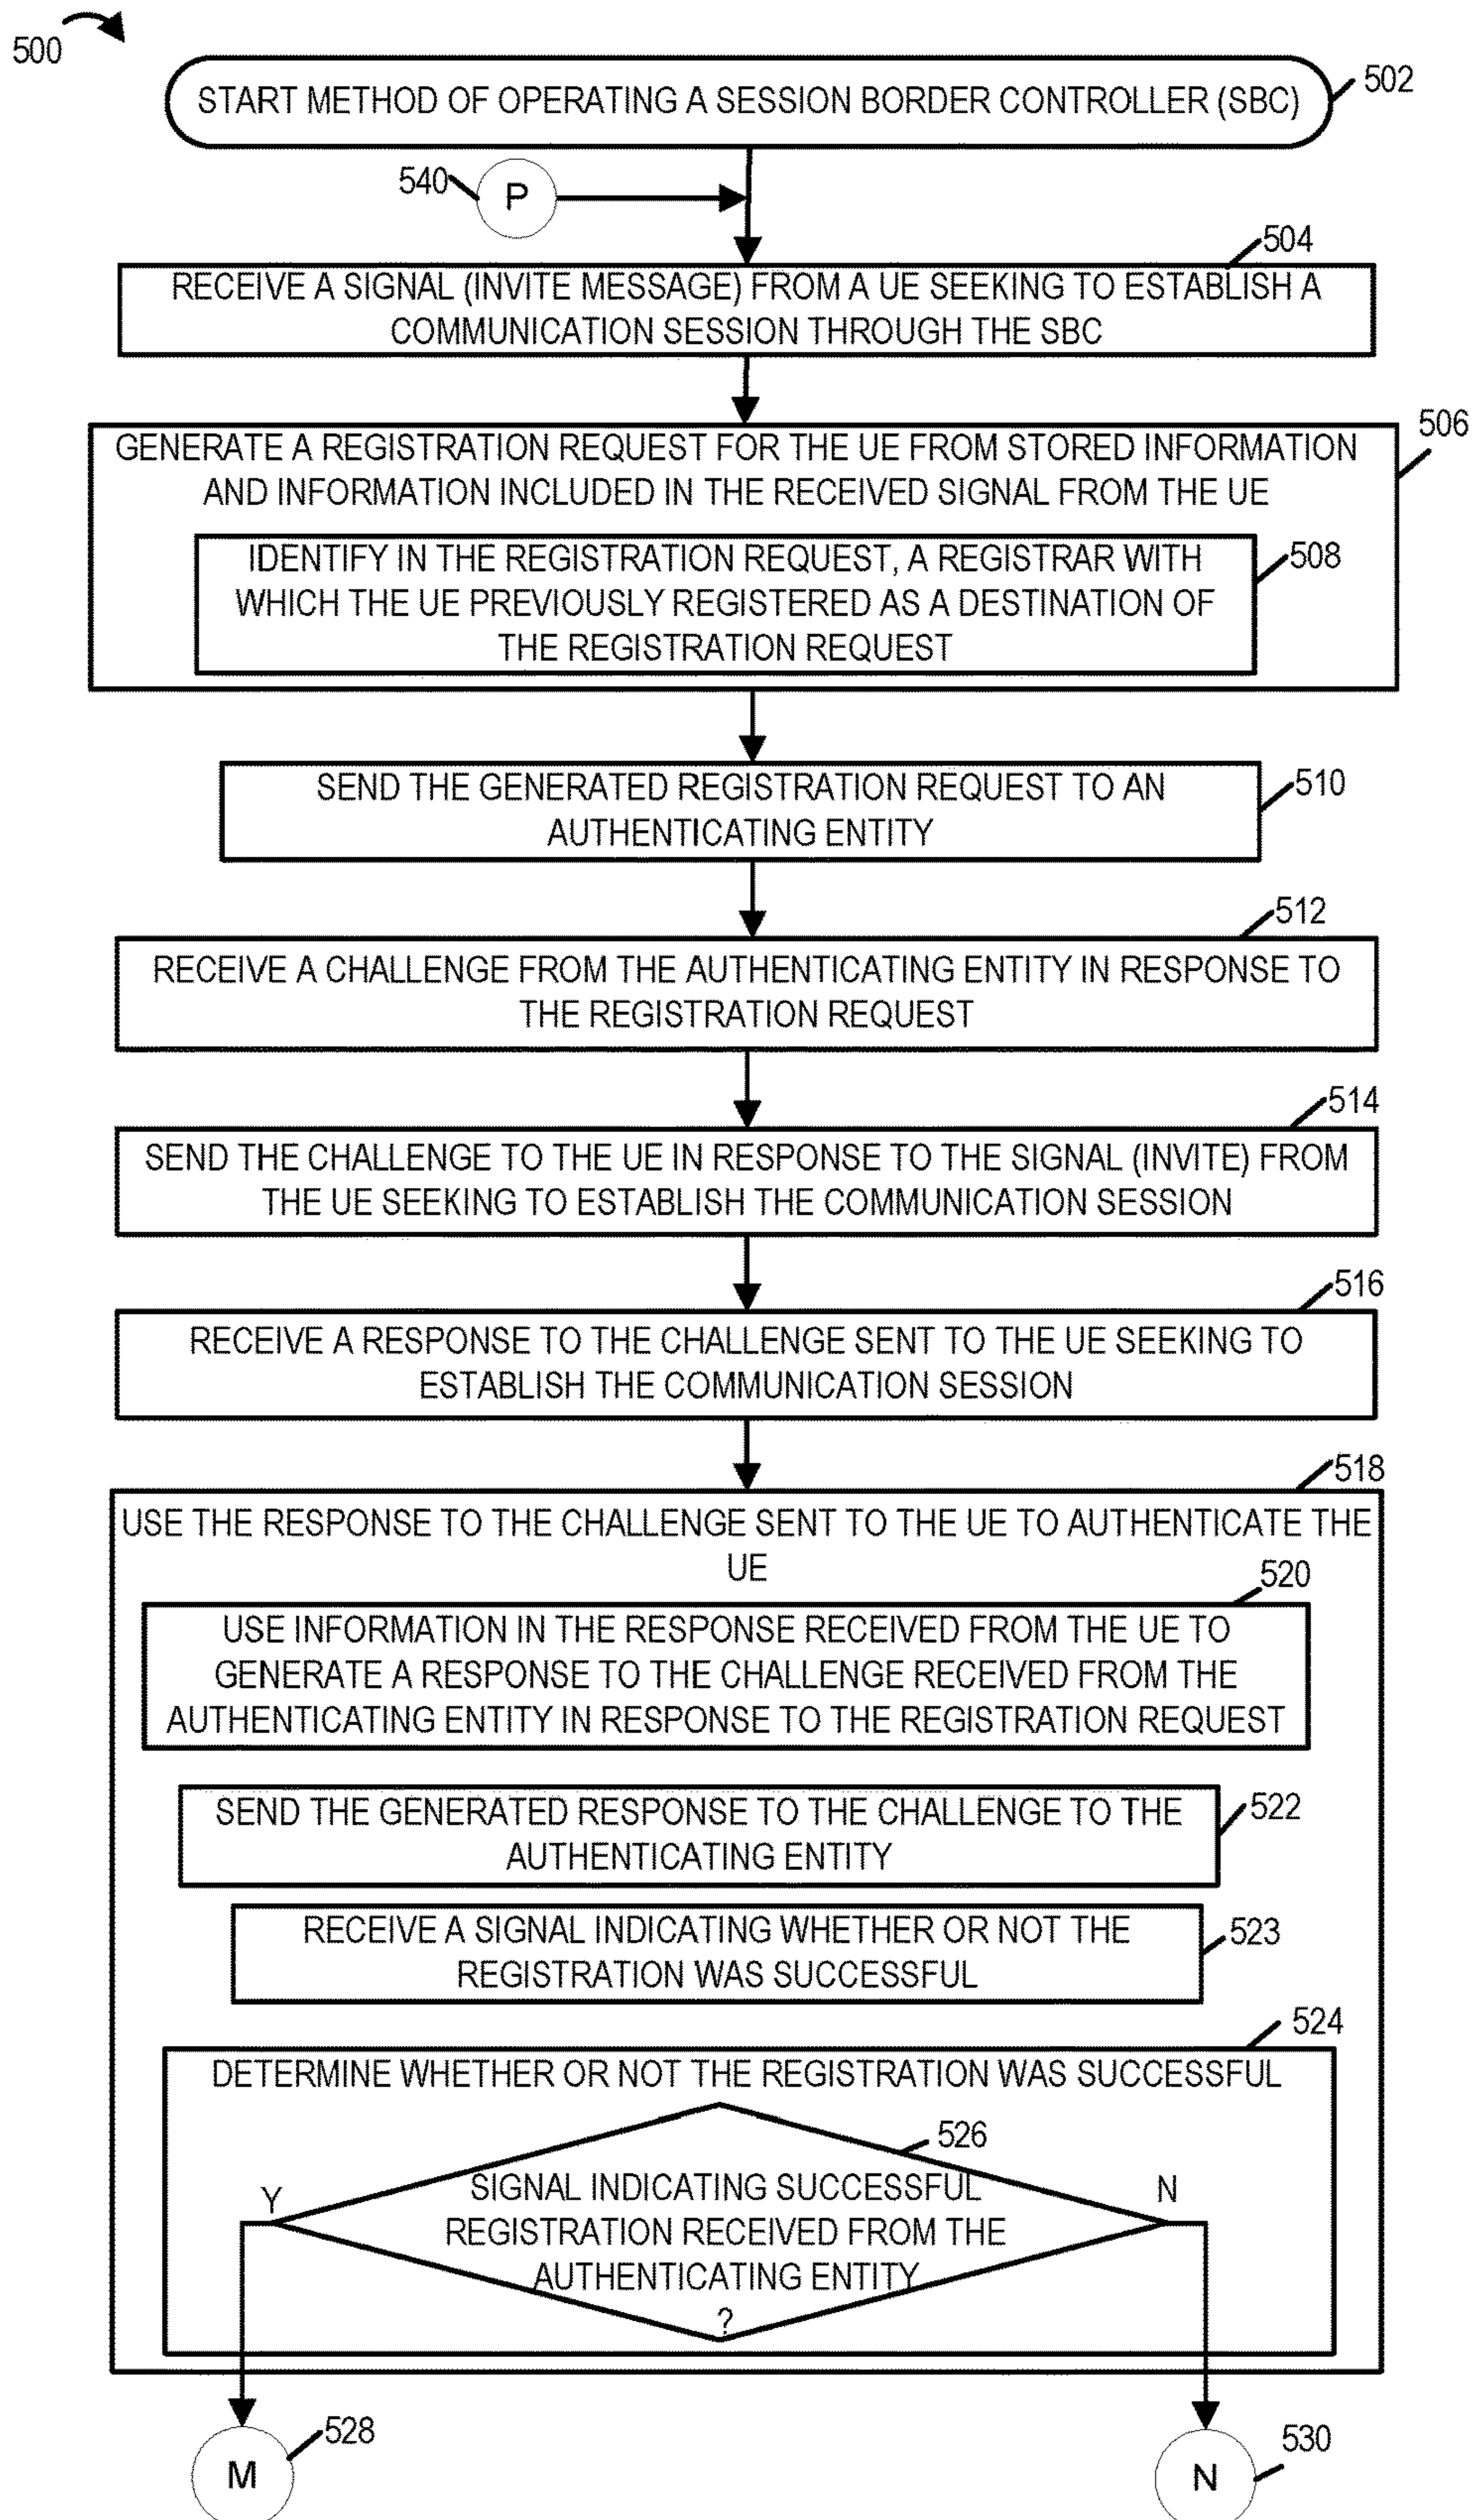 500
START METHOD OF OPERATING A SESSION BORDER CONTROLLER (SBC)
502
540
P
504
RECEIVE A SIGNAL (INVITE MESSAGE) FROM A UE SEEKING TO ESTABLISH A
COMMUNICATION SESSION THROUGH THE SBC
506
GENERATE A REGISTRATION REQUEST FOR THE UE FROM STORED INFORMATION
AND INFORMATION INCLUDED IN THE RECEIVED SIGNAL FROM THE UE
508
IDENTIFY IN THE REGISTRATION REQUEST, A REGISTRAR WITH
WHICH THE UE PREVIOUSLY REGISTERED AS A DESTINATION OF
THE REGISTRATION REQUEST
510
SEND THE GENERATED REGISTRATION REQUEST TO AN
AUTHENTICATING ENTITY
512
RECEIVE A CHALLENGE FROM THE AUTHENTICATING ENTITY IN RESPONSE TO
THE REGISTRATION REQUEST
514
SEND THE CHALLENGE TO THE UE IN RESPONSE TO THE SIGNAL (INVITE) FROM
THE UE SEEKING TO ESTABLISH THE COMMUNICATION SESSION
516
RECEIVE A RESPONSE TO THE CHALLENGE SENT TO THE UE SEEKING TO
ESTABLISH THE COMMUNICATION SESSION
518
USE THE RESPONSE TO THE CHALLENGE SENT TO THE UE TO AUTHENTICATE THE
UE
520
USE INFORMATION IN THE RESPONSE RECEIVED FROM THE UE TO
GENERATE A RESPONSE TO THE CHALLENGE RECEIVED FROM THE
AUTHENTICATING ENTITY IN RESPONSE TO THE REGISTRATION REQUEST
522
SEND THE GENERATED RESPONSE TO THE CHALLENGE TO THE
AUTHENTICATING ENTITY
523
RECEIVE A SIGNAL INDICATING WHETHER OR NOT THE
REGISTRATION WAS SUCCESSFUL
524
DETERMINE WHETHER OR NOT THE REGISTRATION WAS SUCCESSFUL
526
Y
SIGNAL INDICATING SUCCESSFUL
REGISTRATION RECEIVED FROM THE
AUTHENTICATING ENTITY
?
N
528
M
530
N